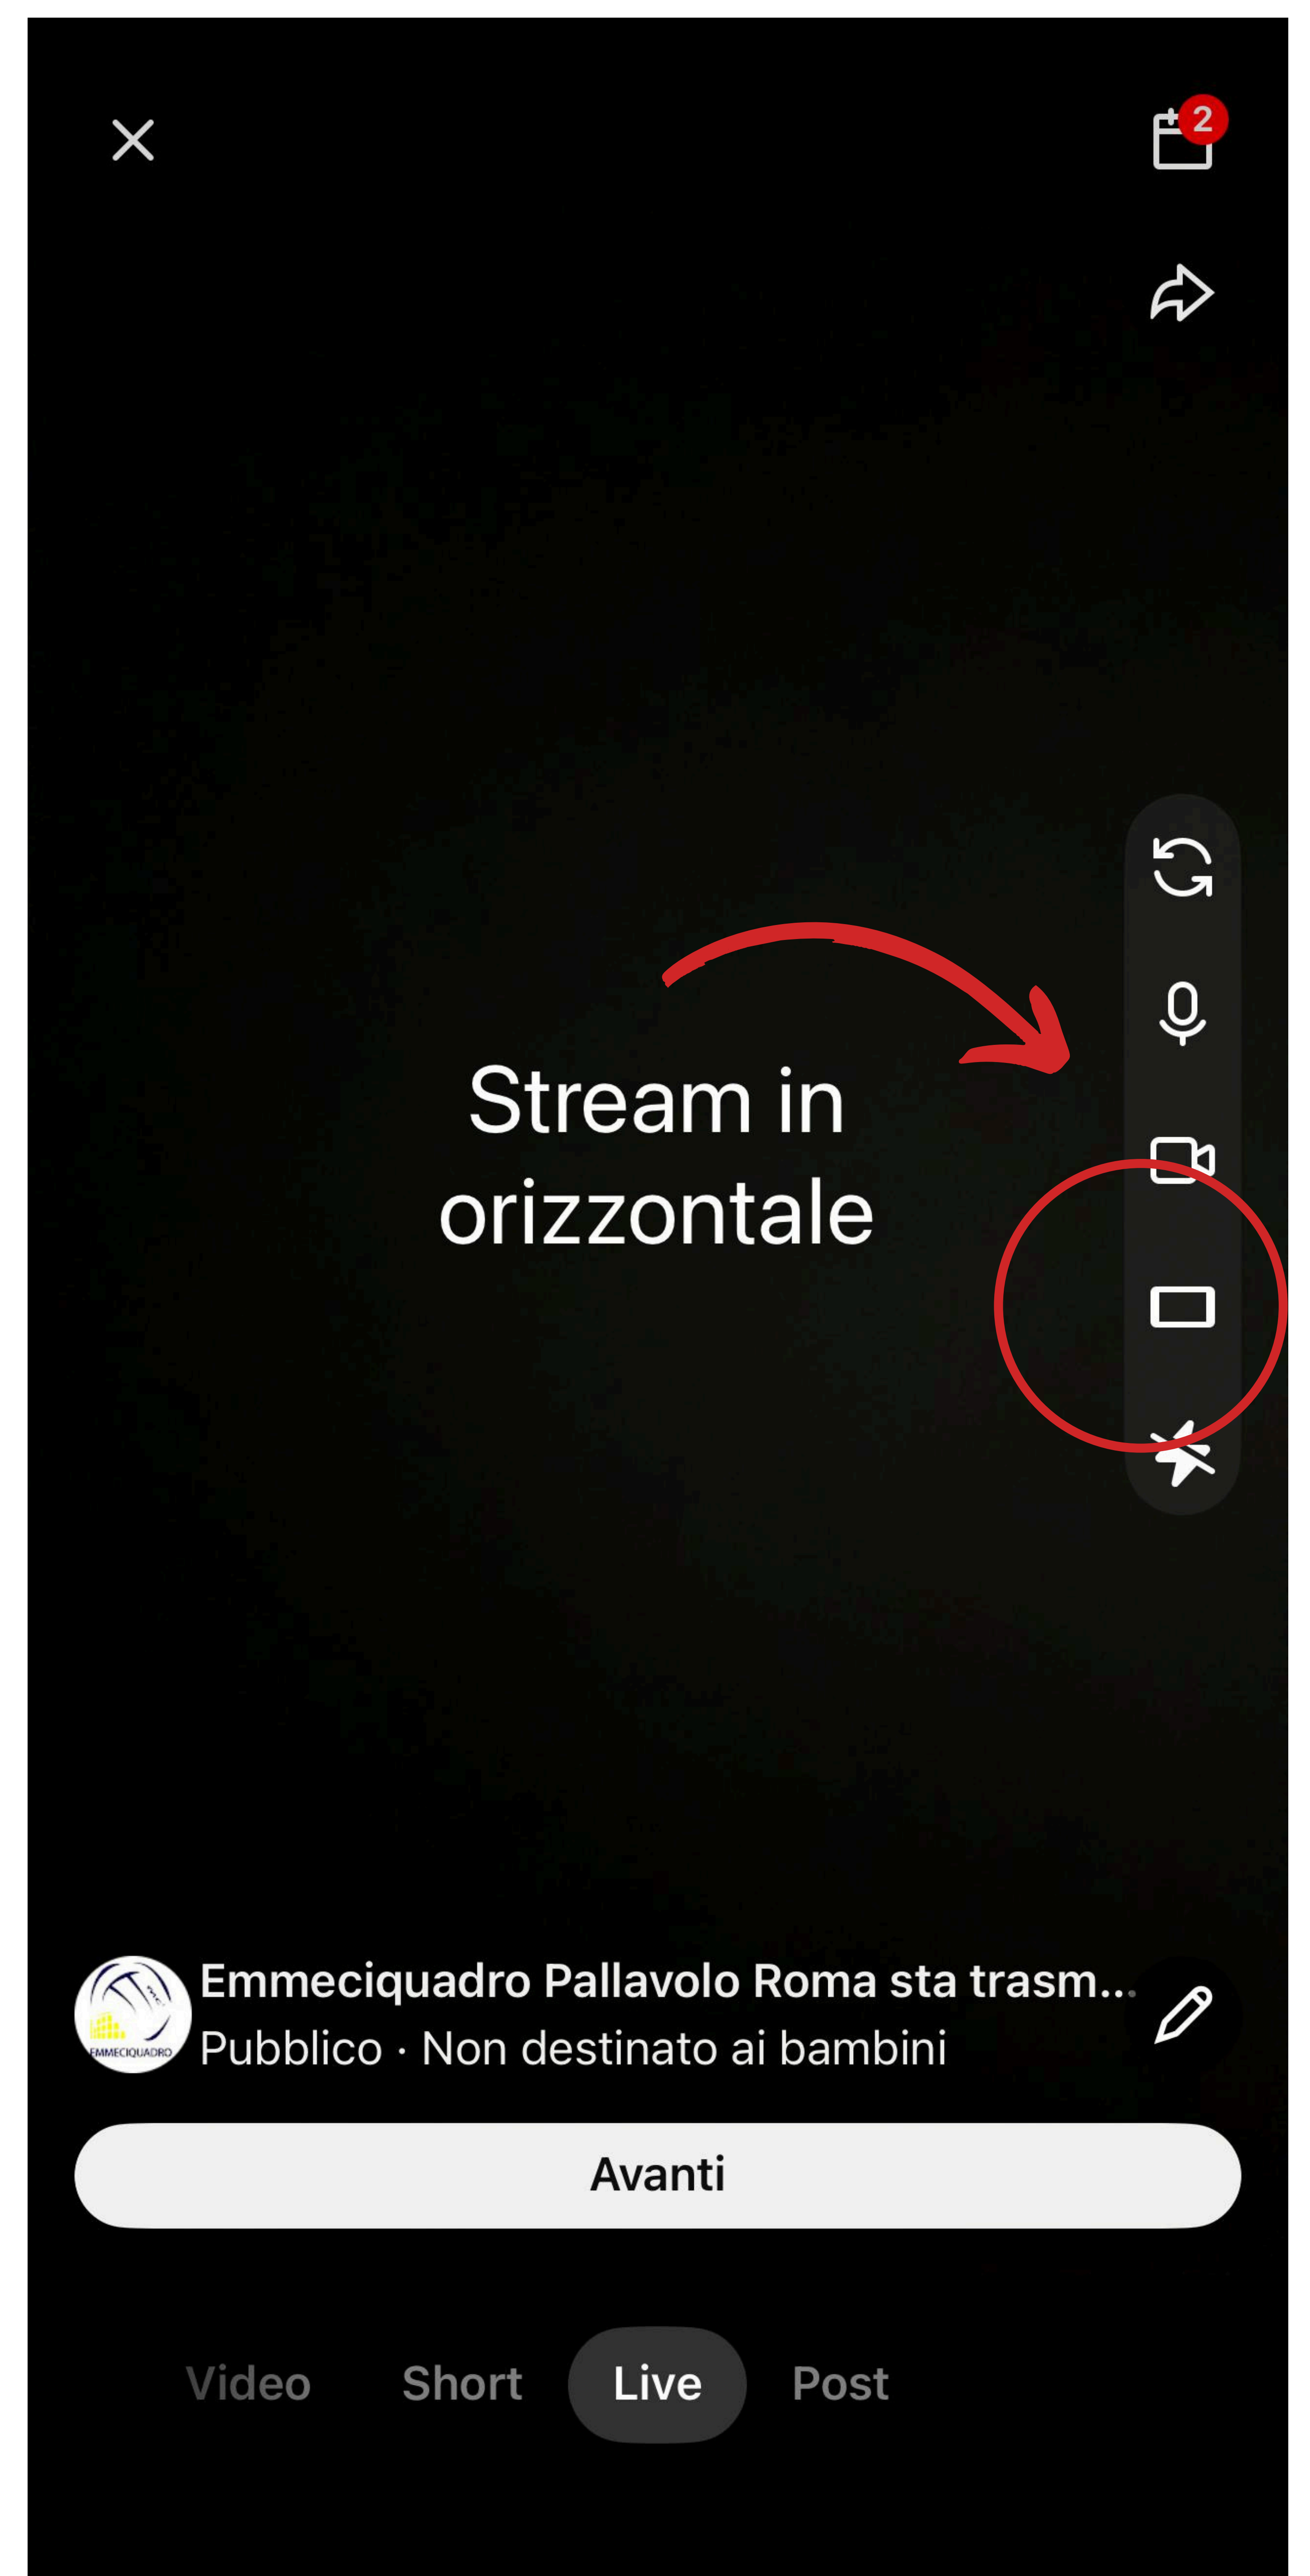 2
Stream in
orizzontale
Emmeciquadro Pallavolo Roma sta trasm...
Pubblico · Non destinato ai bambini
EMMECIQUADRO
Avanti
Video Short Live Post